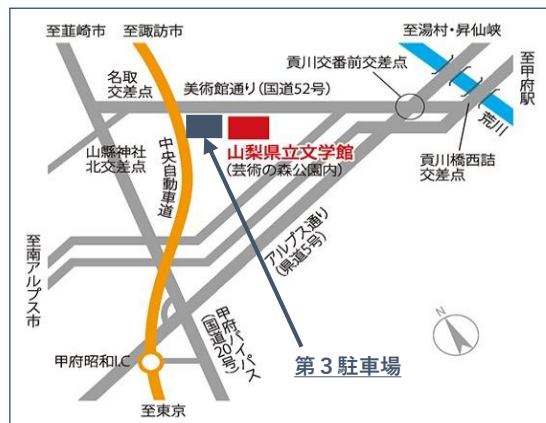 至韮崎市
至諏訪市
至湯村・昇仙峡
至甲府駅
名取
交差点
美術館通り(国道52号)
貢川交番前交差点
荒川
山縣神社
北交差点
中央自動車道
山梨県立文学館
(芸術の森公園内)
貢川橋西詰
交差点
至南アルプス市
アルプス通り
(県道5号)
甲府バイパス
(国道20号)
N
甲府昭和I.C
第3駐車場
至東京